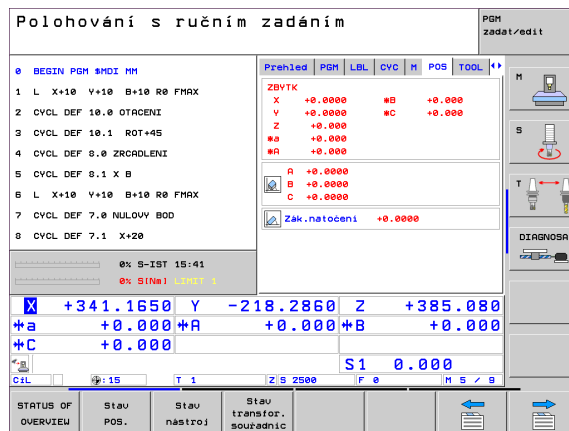 Polohování s ručním zadáním
PGM zadat/edit
0 BEGIN PGM $MDI MM
1 L X+10 Y+10 B+10 R0 FMAX
2 CYCL DEF 10.0 OTACENI
3 CYCL DEF 10.1 ROT+45
4 CYCL DEF 8.0 ZRCADLENI
5 CYCL DEF 8.1 X B
6 L X+10 Y+10 B+10 R0 FMAX
7 CYCL DEF 7.0 NULOVY BOD
8 CYCL DEF 7.1 X+20
Přehled PGM LBL CYC M POS TOOL
ZBYTK
X +0.0000 *B +0.000
Y +0.0000 *C +0.000
Z +0.000
*a +0.000
*A +0.000
A +0.0000
B +0.0000
C +0.0000
Zák.natočení +0.0000
0% S-IST 15:41
0% S[Nm] LIMIT 1
X +341.1650 Y -218.2860 Z +385.080
*a +0.000 *A +0.000 *B +0.000
*C +0.000
S1 0.000
CíL :15 T 1 Z S 2500 F 0 M 5 / 9
M
S
T
DIAGNOSA
STATUS OF OVERVIEW
Stav POS.
Stav nástroj
Stav transfor. souřadnic